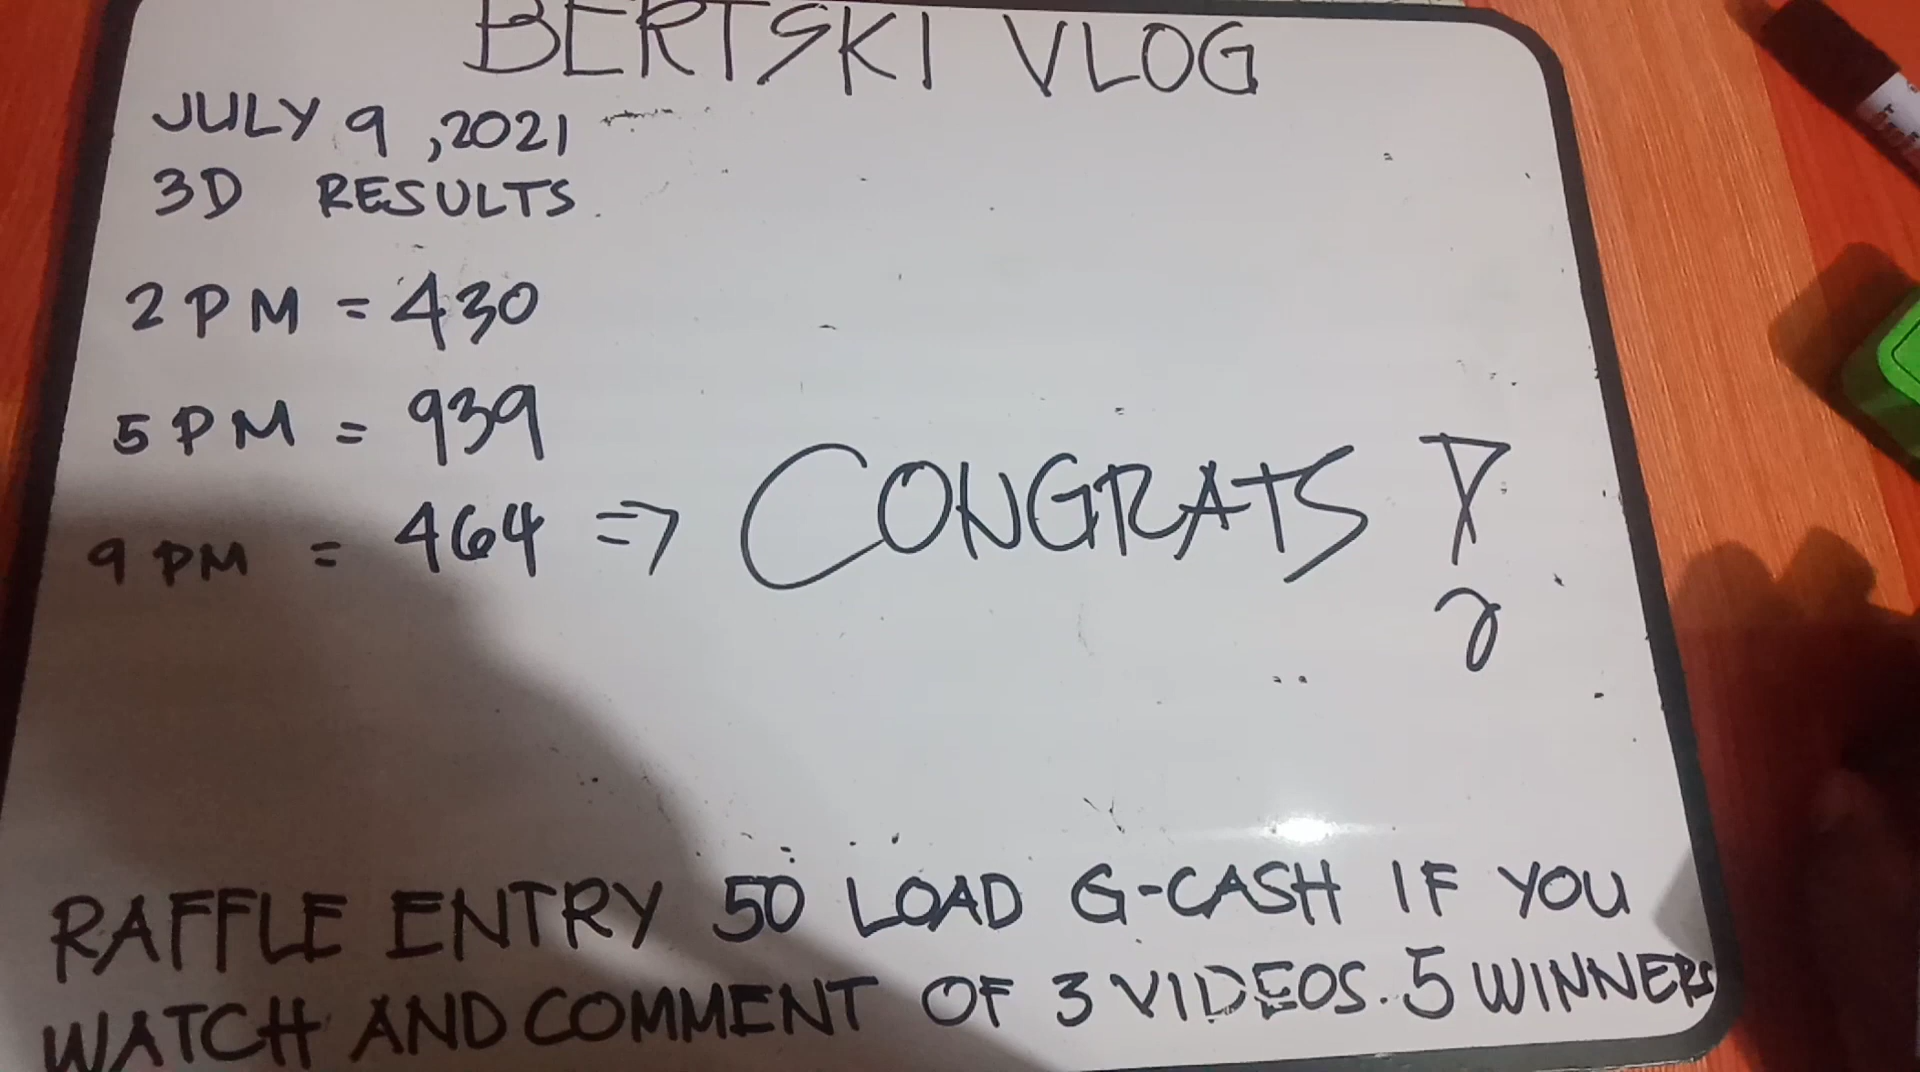 BERTSKI VLOG
JULY 9, 2021
3D RESULTS
2PM = 430
5PM = 939
9PM = 464 => CONGRATS !
RAFFLE ENTRY 50 LOAD G-CASH IF YOU
WATCH AND COMMENT OF 3 VIDEOS. 5 WINNERS